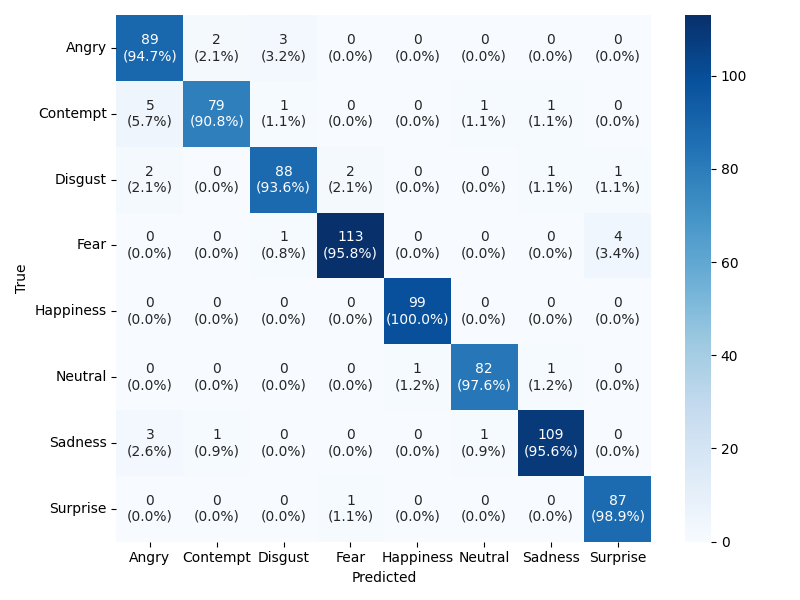 Angry 89 2 3 0 0 0 0 0
(94.7%) (2.1%) (3.2%) (0.0%) (0.0%) (0.0%) (0.0%) (0.0%)
Contempt 5 79 1 0 0 1 1 0
(5.7%) (90.8%) (1.1%) (0.0%) (0.0%) (1.1%) (1.1%) (0.0%)
Disgust 2 0 88 2 0 0 1 1
(2.1%) (0.0%) (93.6%) (2.1%) (0.0%) (0.0%) (1.1%) (1.1%)
Fear 0 0 1 113 0 0 0 4
(0.0%) (0.0%) (0.8%) (95.8%) (0.0%) (0.0%) (0.0%) (3.4%)
Happiness 0 0 0 0 99 0 0 0
(0.0%) (0.0%) (0.0%) (0.0%) (100.0%) (0.0%) (0.0%) (0.0%)
Neutral 0 0 0 0 1 82 1 0
(0.0%) (0.0%) (0.0%) (0.0%) (1.2%) (97.6%) (1.2%) (0.0%)
Sadness 3 1 0 0 0 1 109 0
(2.6%) (0.9%) (0.0%) (0.0%) (0.0%) (0.9%) (95.6%) (0.0%)
Surprise 0 0 0 1 0 0 0 87
(0.0%) (0.0%) (0.0%) (1.1%) (0.0%) (0.0%) (0.0%) (98.9%)
Angry Contempt Disgust Fear Happiness Neutral Sadness Surprise
Predicted
True
100
80
60
40
20
0